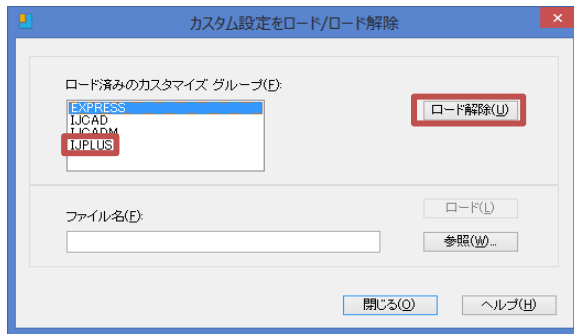 カスタム設定をロード/ロード解除
ロード済みのカスタマイズ グループ(F):
EXPRESS
IJCAD
IJCADM
IJPLUS
ロード解除(U)
ファイル名(F):
ロード(L)
参照(W)...
閉じる(O)
ヘルプ(H)